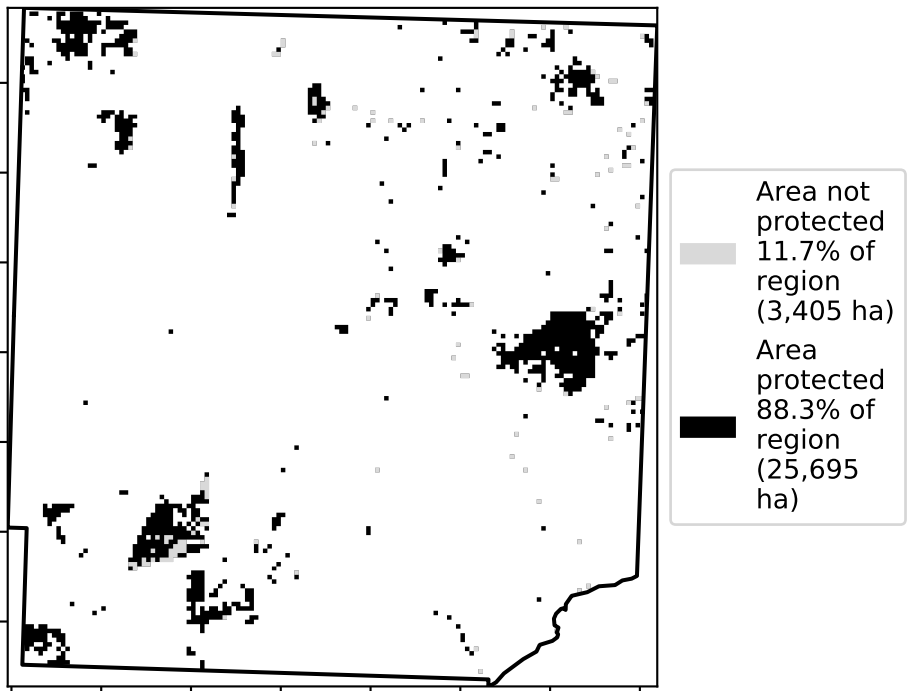 Area not
protected
11.7% of
region
(3,405 ha)
Area
protected
88.3% of
region
(25,695
ha)